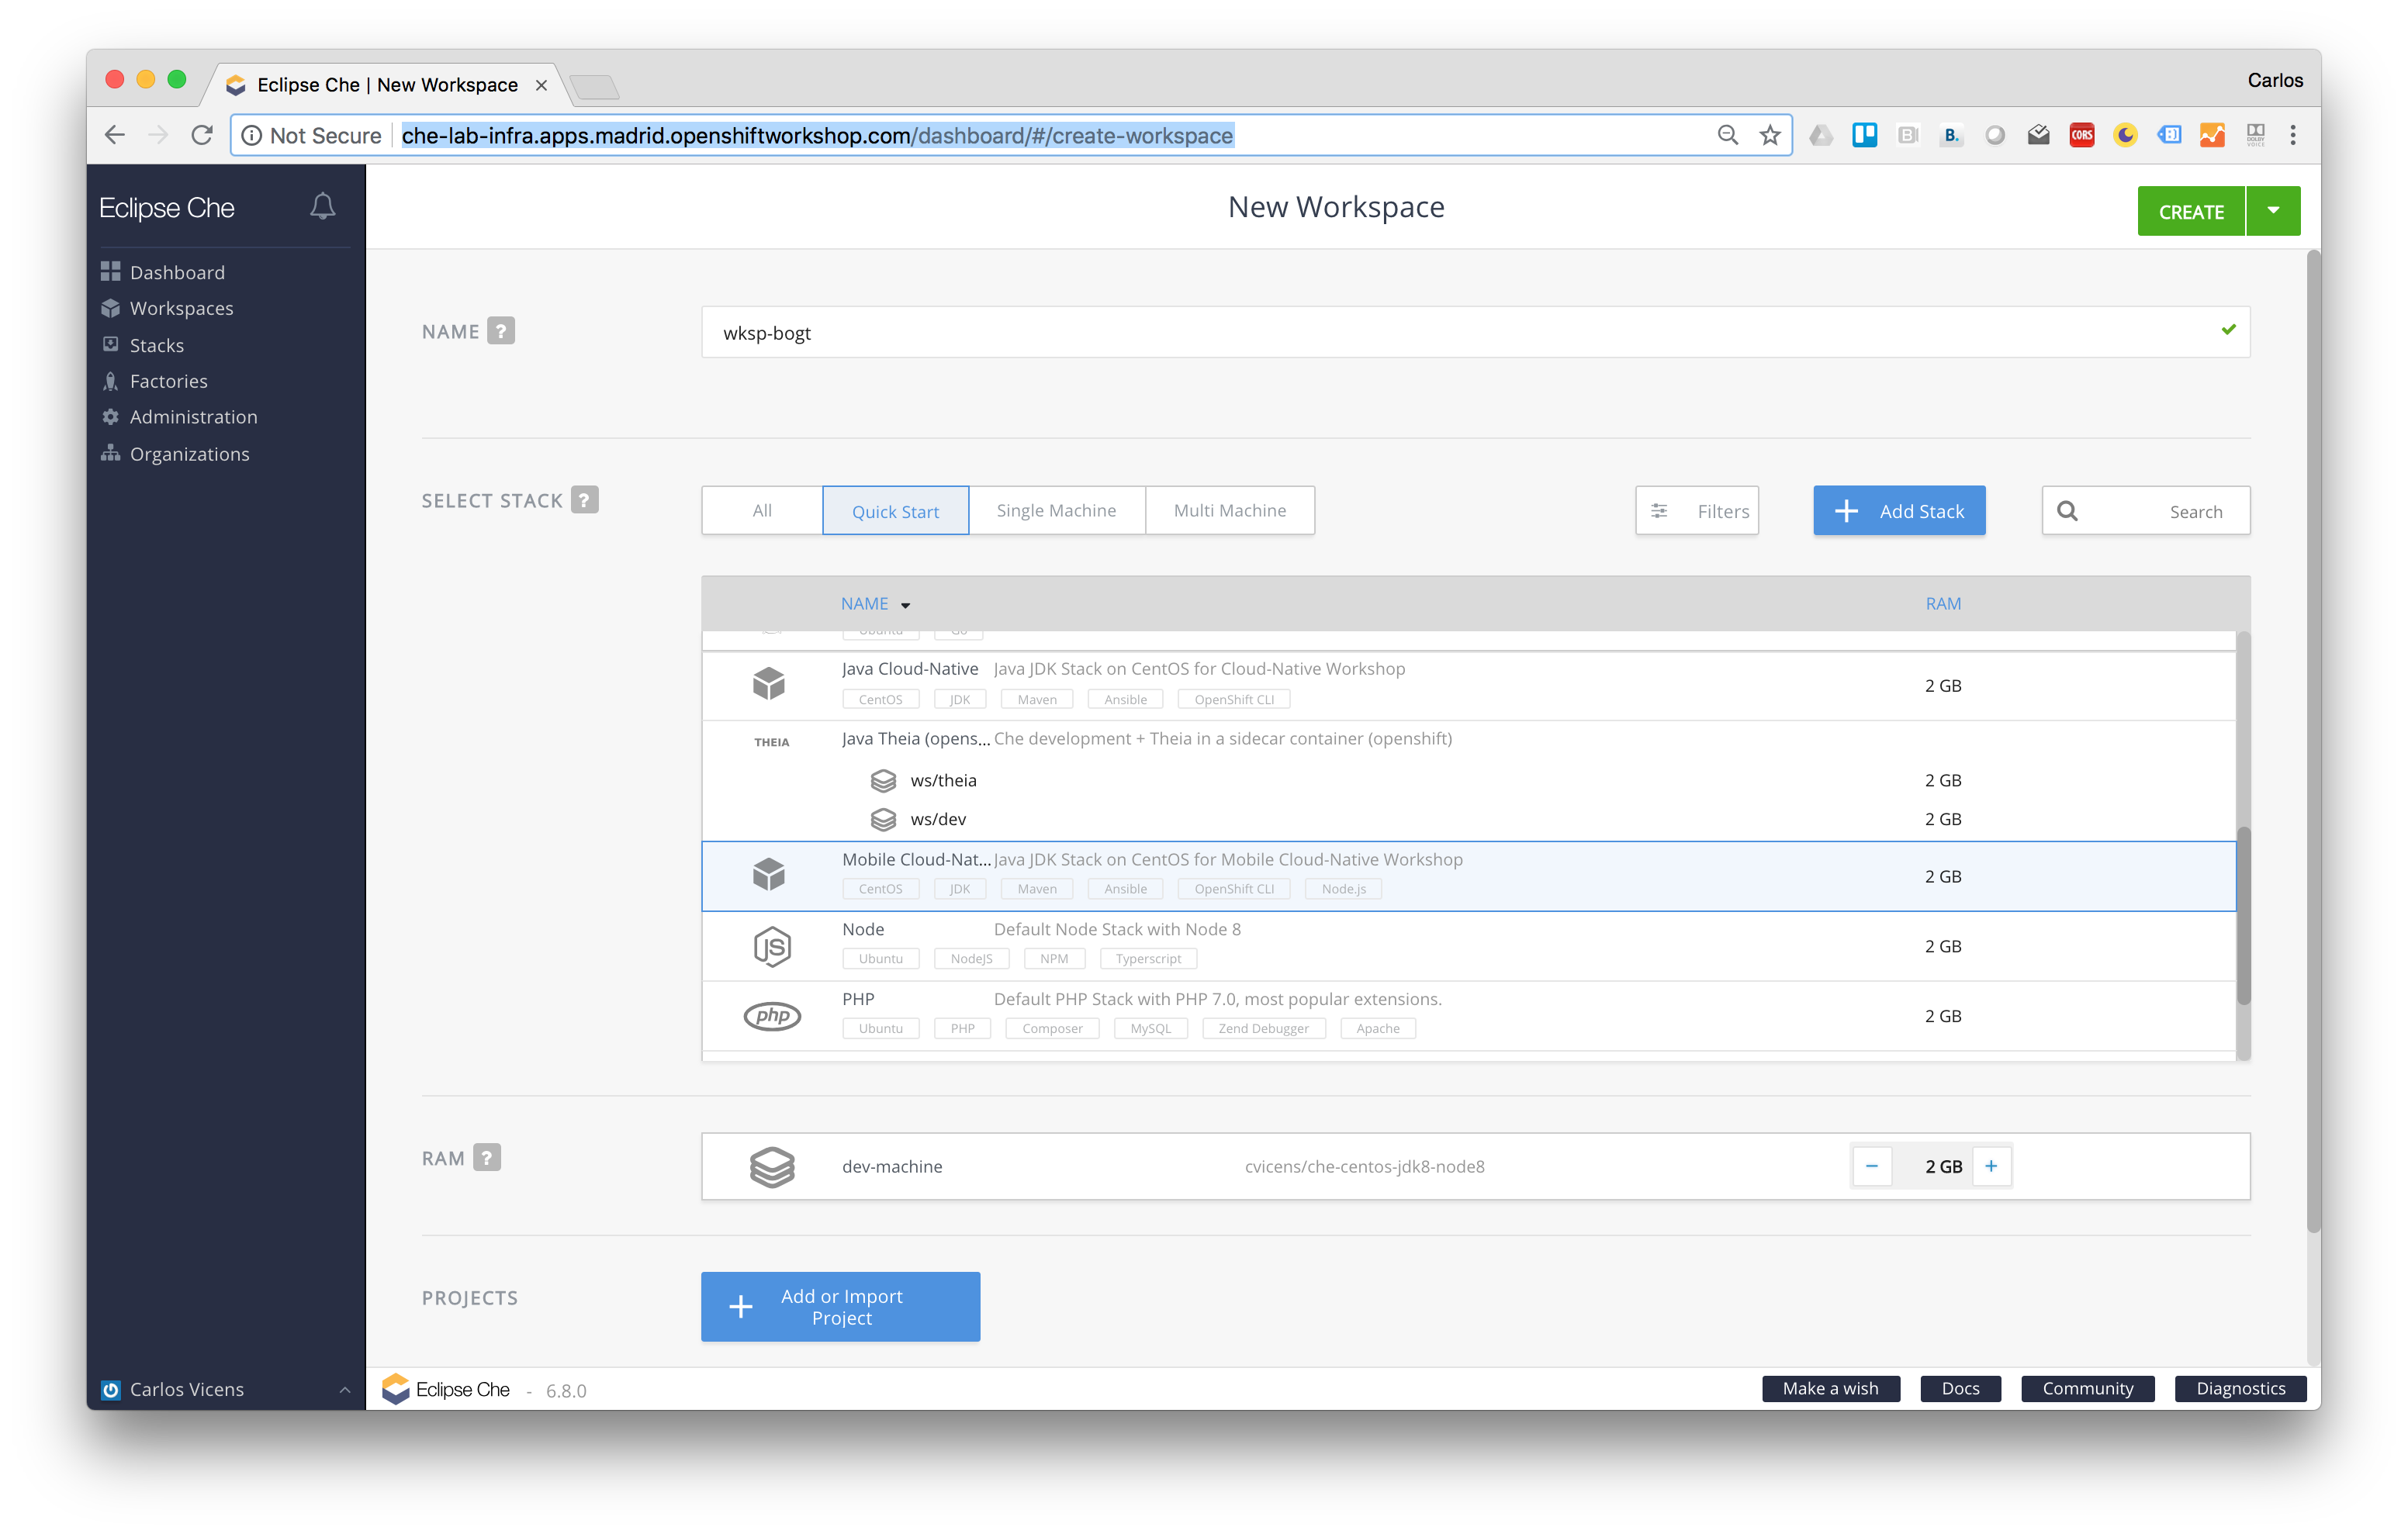 Eclipse Che | New Workspace
Carlos
Not Secure
che-lab-infra.apps.madrid.openshiftworkshop.com/dashboard/#/create-workspace
B.
CORS
DOLBY
VOICE
Eclipse Che
New Workspace
CREATE
Dashboard
Workspaces
Stacks
Factories
Administration
Organizations
NAME ?
wksp-bogt
SELECT STACK ?
All
Quick Start
Single Machine
Multi Machine
Filters
Add Stack
Search
NAME
RAM
Ubuntu
Go
Java Cloud-Native Java JDK Stack on CentOS for Cloud-Native Workshop
CentOS JDK Maven Ansible OpenShift CLI
2 GB
THEIA
Java Theia (opens... Che development + Theia in a sidecar container (openshift)
ws/theia 2 GB
ws/dev 2 GB
Mobile Cloud-Nat... Java JDK Stack on CentOS for Mobile Cloud-Native Workshop
CentOS JDK Maven Ansible OpenShift CLI Node.js
2 GB
JS
Node Default Node Stack with Node 8
Ubuntu NodeJS NPM Typerscript
2 GB
php
PHP Default PHP Stack with PHP 7.0, most popular extensions.
Ubuntu PHP Composer MySQL Zend Debugger Apache
2 GB
RAM ?
dev-machine
cvicens/che-centos-jdk8-node8
− 2 GB +
PROJECTS
Add or Import
Project
Carlos Vicens
Eclipse Che - 6.8.0
Make a wish
Docs
Community
Diagnostics